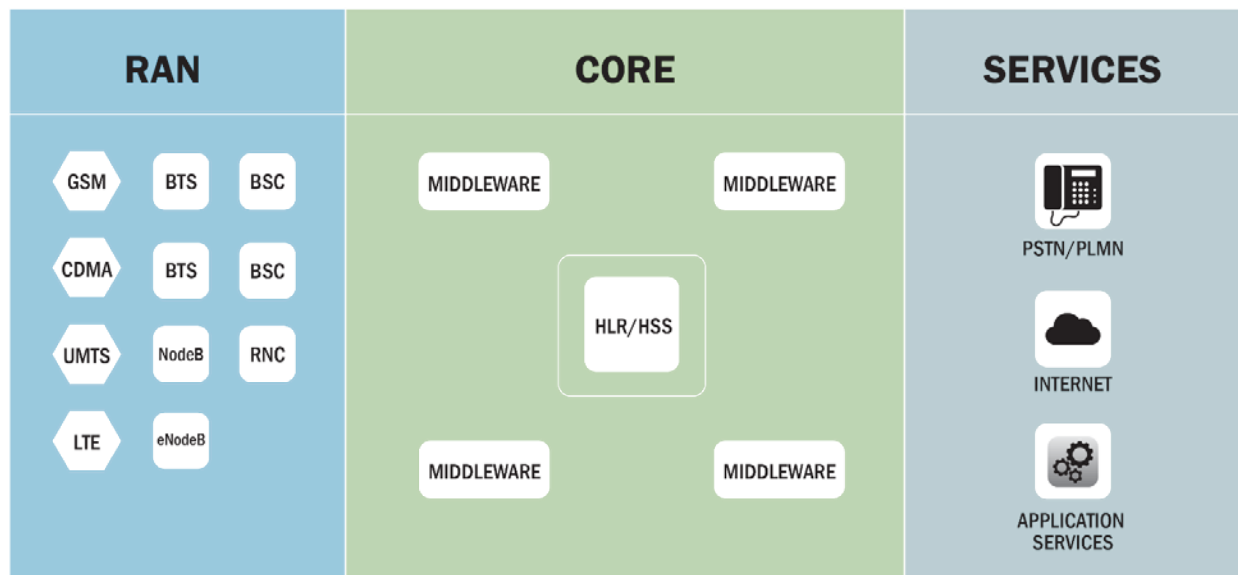 RAN
CORE
SERVICES
GSM
BTS
BSC
CDMA
BTS
BSC
UMTS
NodeB
RNC
LTE
eNodeB
MIDDLEWARE
MIDDLEWARE
HLR/HSS
MIDDLEWARE
MIDDLEWARE
PSTN/PLMN
INTERNET
APPLICATION
SERVICES